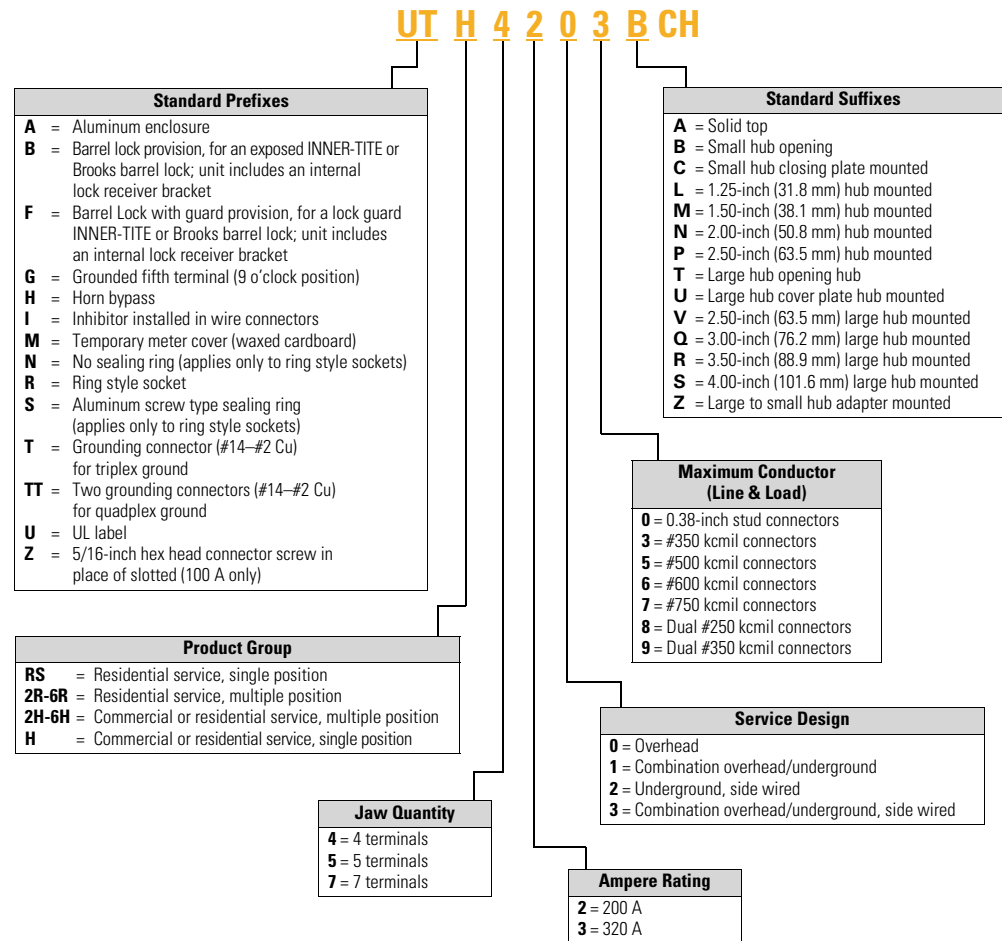 UT H 4 2 0 3 B CH
Standard Prefixes
A = Aluminum enclosure
B = Barrel lock provision, for an exposed INNER-TITE or
Brooks barrel lock; unit includes an internal
lock receiver bracket
F = Barrel Lock with guard provision, for a lock guard
INNER-TITE or Brooks barrel lock; unit includes
an internal lock receiver bracket
G = Grounded fifth terminal (9 o'clock position)
H = Horn bypass
I = Inhibitor installed in wire connectors
M = Temporary meter cover (waxed cardboard)
N = No sealing ring (applies only to ring style sockets)
R = Ring style socket
S = Aluminum screw type sealing ring
(applies only to ring style sockets)
T = Grounding connector (#14–#2 Cu)
for triplex ground
TT = Two grounding connectors (#14–#2 Cu)
for quadplex ground
U = UL label
Z = 5/16-inch hex head connector screw in
place of slotted (100 A only)
Standard Suffixes
A = Solid top
B = Small hub opening
C = Small hub closing plate mounted
L = 1.25-inch (31.8 mm) hub mounted
M = 1.50-inch (38.1 mm) hub mounted
N = 2.00-inch (50.8 mm) hub mounted
P = 2.50-inch (63.5 mm) hub mounted
T = Large hub opening hub
U = Large hub cover plate hub mounted
V = 2.50-inch (63.5 mm) large hub mounted
Q = 3.00-inch (76.2 mm) large hub mounted
R = 3.50-inch (88.9 mm) large hub mounted
S = 4.00-inch (101.6 mm) large hub mounted
Z = Large to small hub adapter mounted
Maximum Conductor
(Line & Load)
0 = 0.38-inch stud connectors
3 = #350 kcmil connectors
5 = #500 kcmil connectors
6 = #600 kcmil connectors
7 = #750 kcmil connectors
8 = Dual #250 kcmil connectors
9 = Dual #350 kcmil connectors
Product Group
RS = Residential service, single position
2R-6R = Residential service, multiple position
2H-6H = Commercial or residential service, multiple position
H = Commercial or residential service, single position
Service Design
0 = Overhead
1 = Combination overhead/underground
2 = Underground, side wired
3 = Combination overhead/underground, side wired
Jaw Quantity
4 = 4 terminals
5 = 5 terminals
7 = 7 terminals
Ampere Rating
2 = 200 A
3 = 320 A